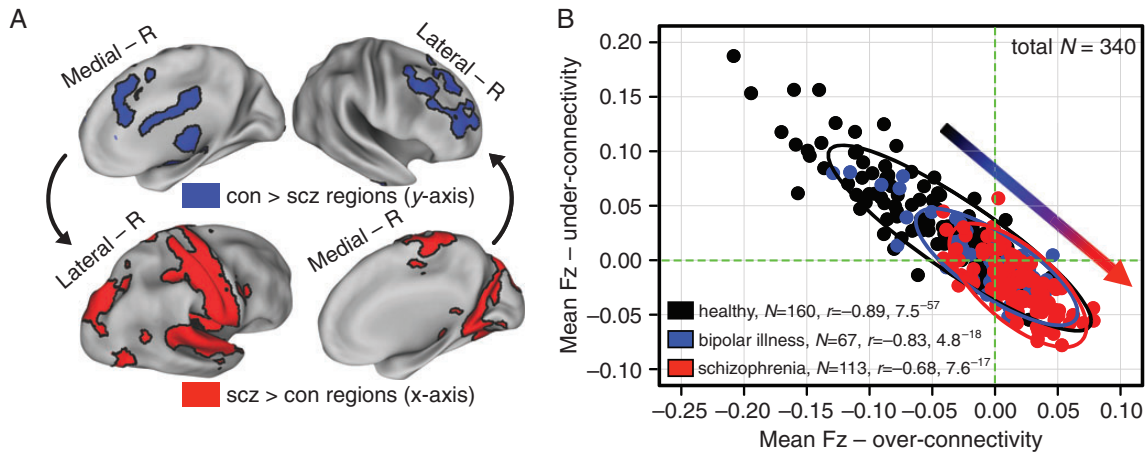 A
Medial – R
Lateral – R
con > scz regions (y-axis)
Lateral – R
Medial – R
scz > con regions (x-axis)
B
Mean Fz – under-connectivity
0.20
0.15
0.10
0.05
0.00
−0.05
−0.10
total N = 340
healthy, N=160, r=−0.89, 7.5⁻⁵⁷
bipolar illness, N=67, r=−0.83, 4.8⁻¹⁸
schizophrenia, N=113, r=−0.68, 7.6⁻¹⁷
−0.25 −0.20 −0.15 −0.10 −0.05 0.00 0.05 0.10
Mean Fz – over-connectivity